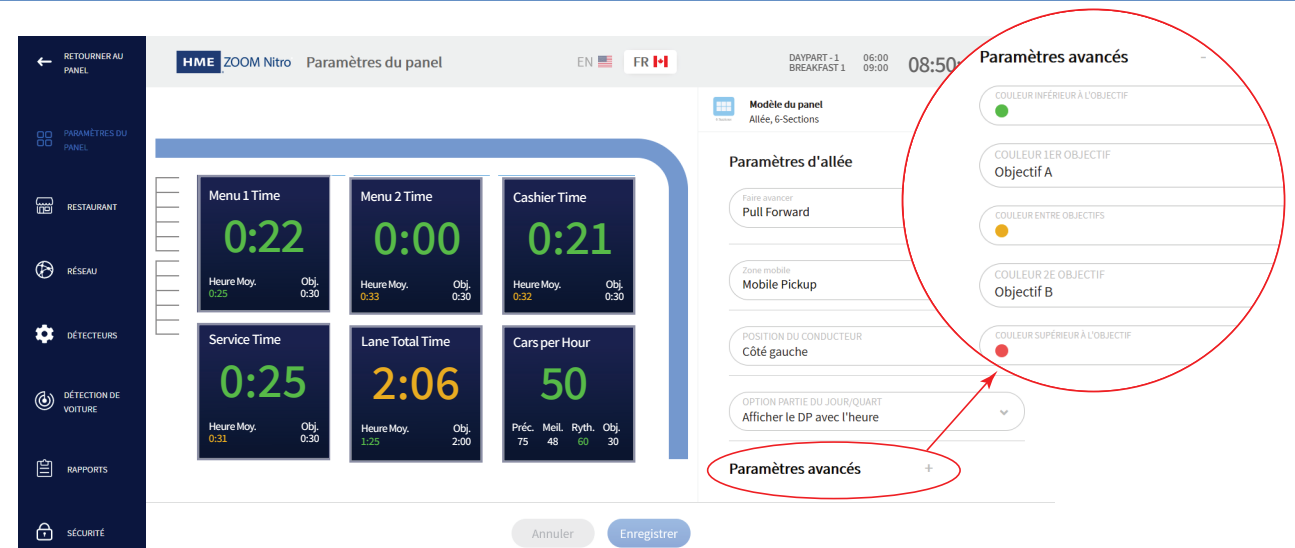 RETOURNER AU
PANEL
HME ZOOM Nitro Paramètres du panel
EN FR
DAYPART - 1 06:00
BREAKFAST 1 09:00
08:50:
PARAMÈTRES DU
PANEL
RESTAURANT
RÉSEAU
DÉTECTEURS
DÉTECTION DE
VOITURE
RAPPORTS
SÉCURITÉ
Menu 1 Time
0:22
Heure Moy. Obj.
0:25 0:30
Menu 2 Time
0:00
Heure Moy. Obj.
0:33 0:30
Cashier Time
0:21
Heure Moy. Obj.
0:32 0:30
Service Time
0:25
Heure Moy. Obj.
0:31 0:30
Lane Total Time
2:06
Heure Moy. Obj.
1:25 2:00
Cars per Hour
50
Préc. Meil. Ryth. Obj.
75 48 60 30
Modèle du panel
Allée, 6-Sections
Paramètres d'allée
Faire avancer
Pull Forward
Zone mobile
Mobile Pickup
POSITION DU CONDUCTEUR
Côté gauche
OPTION PARTIE DU JOUR/QUART
Afficher le DP avec l'heure
Paramètres avancés +
Paramètres avancés -
COULEUR INFÉRIEUR À L'OBJECTIF
COULEUR 1ER OBJECTIF
Objectif A
COULEUR ENTRE OBJECTIFS
COULEUR 2E OBJECTIF
Objectif B
COULEUR SUPÉRIEUR À L'OBJECTIF
Annuler
Enregistrer